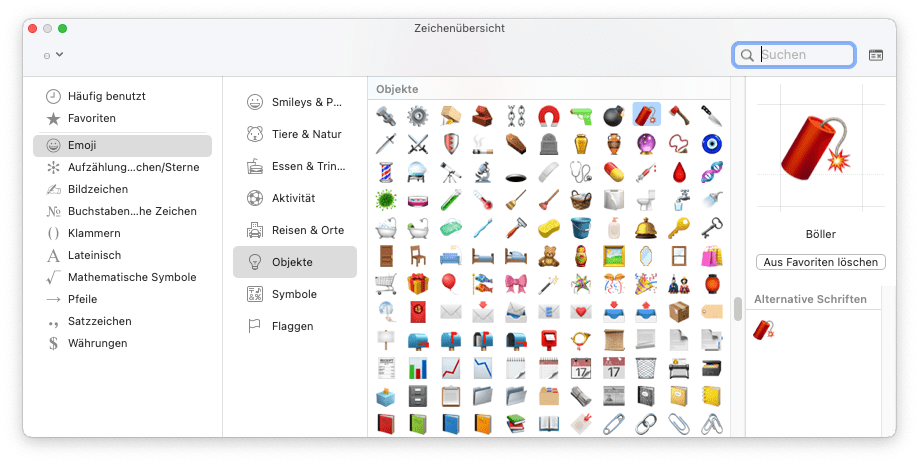 Zeichenübersicht
Suchen
Häufig benutzt
Favoriten
Emoji
Aufzählung...chen/Sterne
Bildzeichen
Buchstaben...he Zeichen
Klammern
Lateinisch
Mathematische Symbole
Pfeile
Satzzeichen
Währungen
Smileys & P...
Tiere & Natur
Essen & Trin...
Aktivität
Reisen & Orte
Objekte
Symbole
Flaggen
Objekte
17 17
Böller
Aus Favoriten löschen
Alternative Schriften